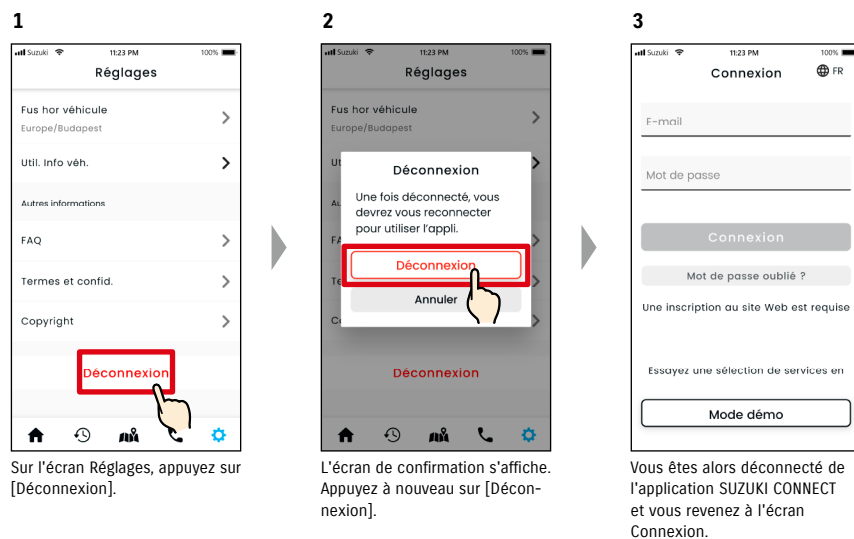 1
Suzuki 11:23 PM 100%
Réglages
Fus hor véhicule
Europe/Budapest
Util. Info véh.
Autres informations
FAQ
Termes et confid.
Copyright
Déconnexion
Sur l'écran Réglages, appuyez sur
[Déconnexion].
2
Suzuki 11:23 PM 100%
Réglages
Fus hor véhicule
Europe/Budapest
Ut
Déconnexion
Au
Une fois déconnecté, vous
devrez vous reconnecter
pour utiliser l'appli.
FA
Déconnexion
Te
Annuler
Co
Déconnexion
L'écran de confirmation s'affiche.
Appuyez à nouveau sur [Décon-
nexion].
3
Suzuki 11:23 PM 100%
Connexion FR
E-mail
Mot de passe
Connexion
Mot de passe oublié ?
Une inscription au site Web est requise
Essayez une sélection de services en
Mode démo
Vous êtes alors déconnecté de
l'application SUZUKI CONNECT
et vous revenez à l'écran
Connexion.